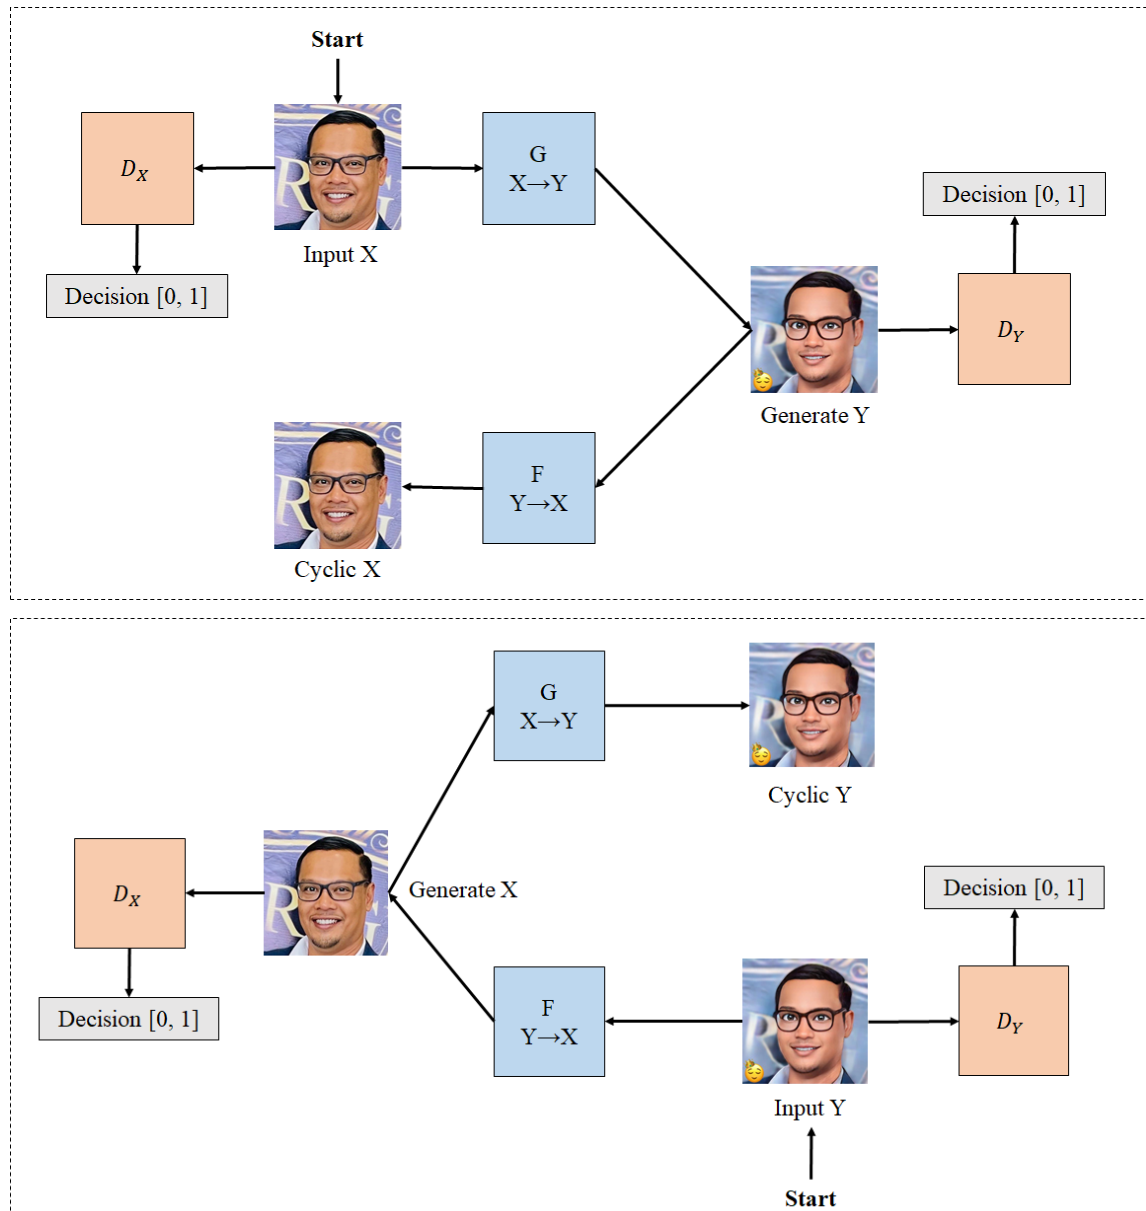 Start
D_X
G
X→Y
Input X
Decision [0, 1]
Decision [0, 1]
D_Y
Generate Y
F
Y→X
Cyclic X
G
X→Y
Cyclic Y
D_X
Generate X
Decision [0, 1]
Decision [0, 1]
F
Y→X
D_Y
Input Y
Start